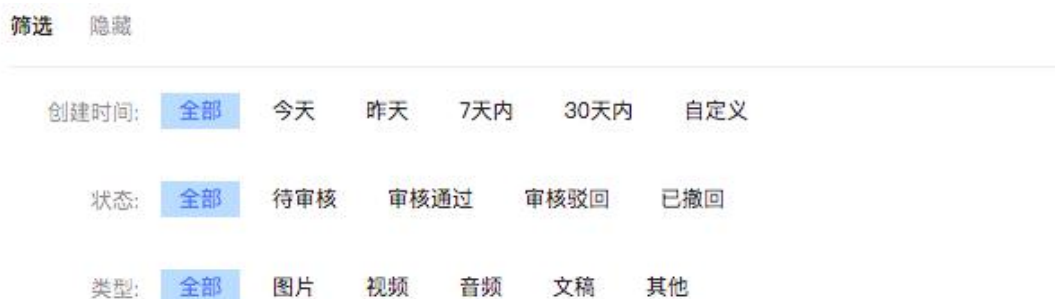 筛选 隐藏
创建时间: 全部 今天 昨天 7天内 30天内 自定义
状态: 全部 待审核 审核通过 审核驳回 已撤回
类型: 全部 图片 视频 音频 文稿 其他